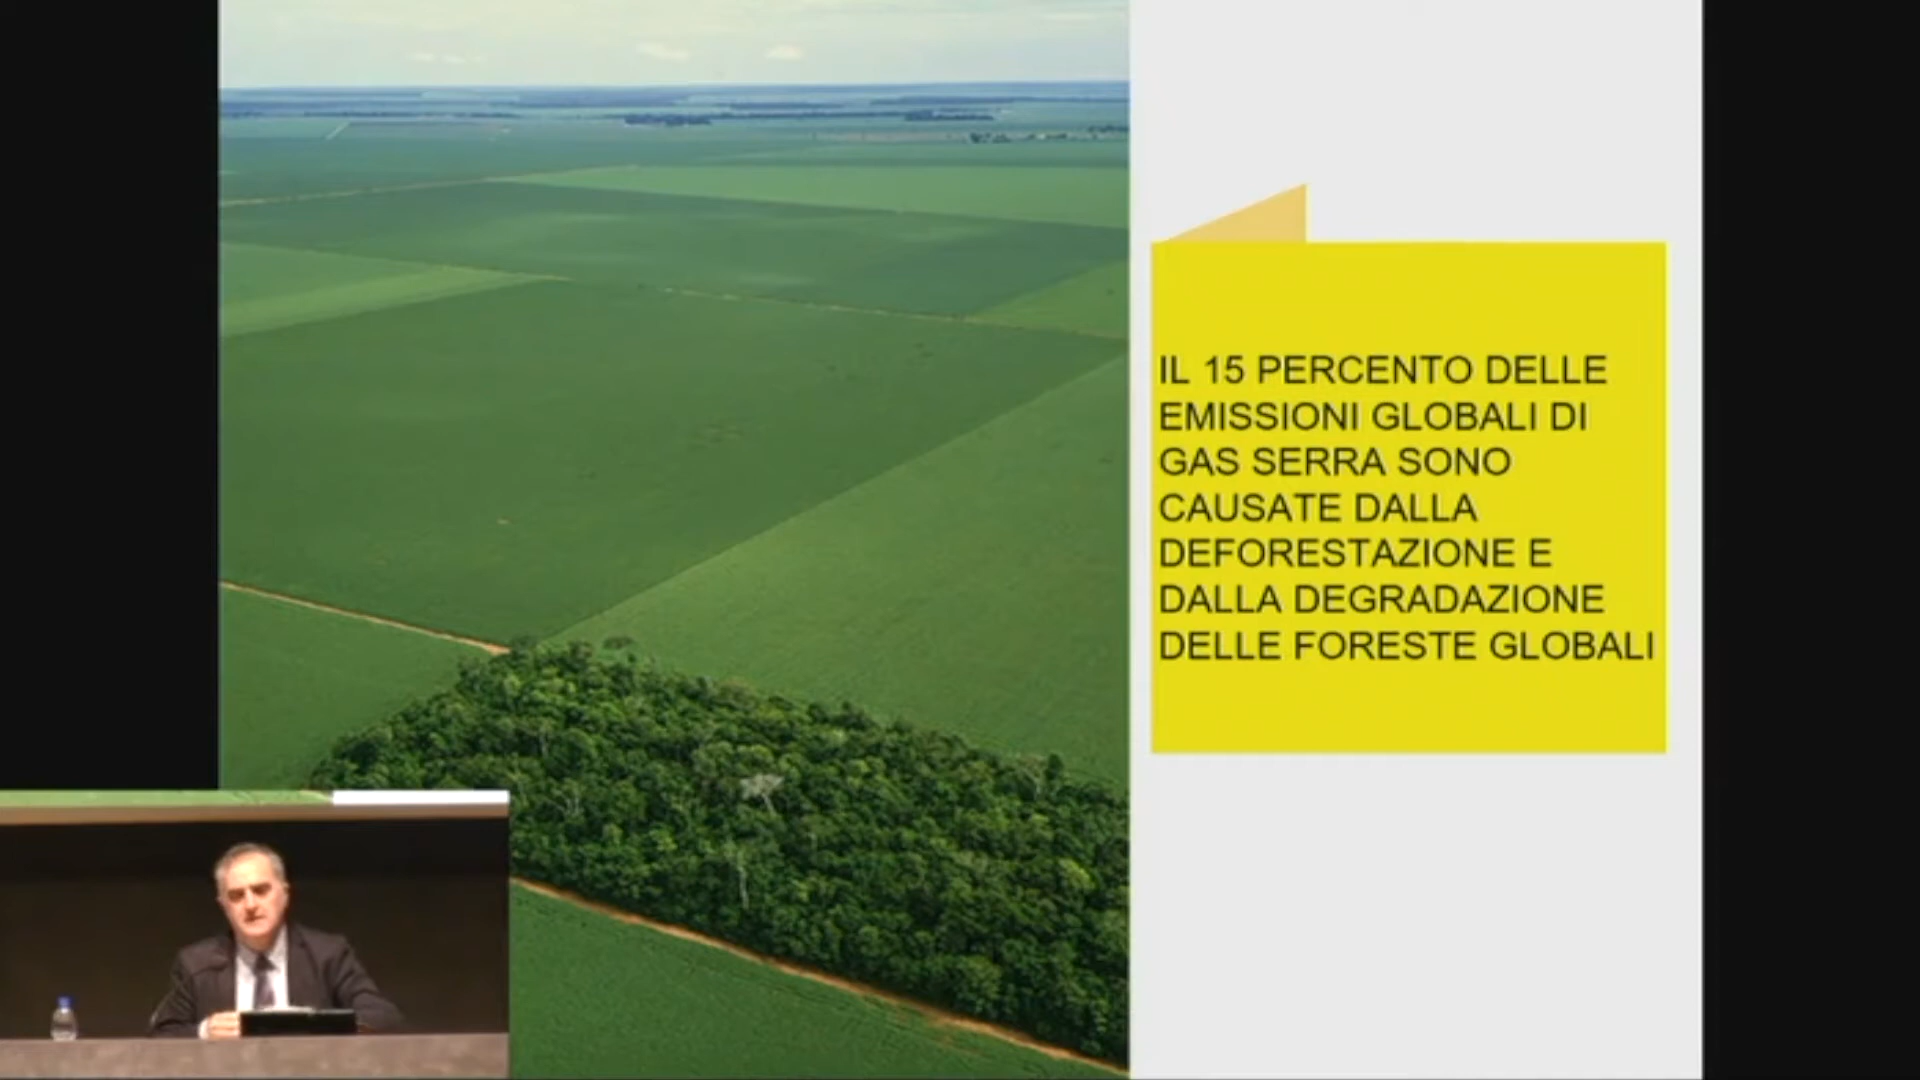 IL 15 PERCENTO DELLE
EMISSIONI GLOBALI DI
GAS SERRA SONO
CAUSATE DALLA
DEFORESTAZIONE E
DALLA DEGRADAZIONE
DELLE FORESTE GLOBALI